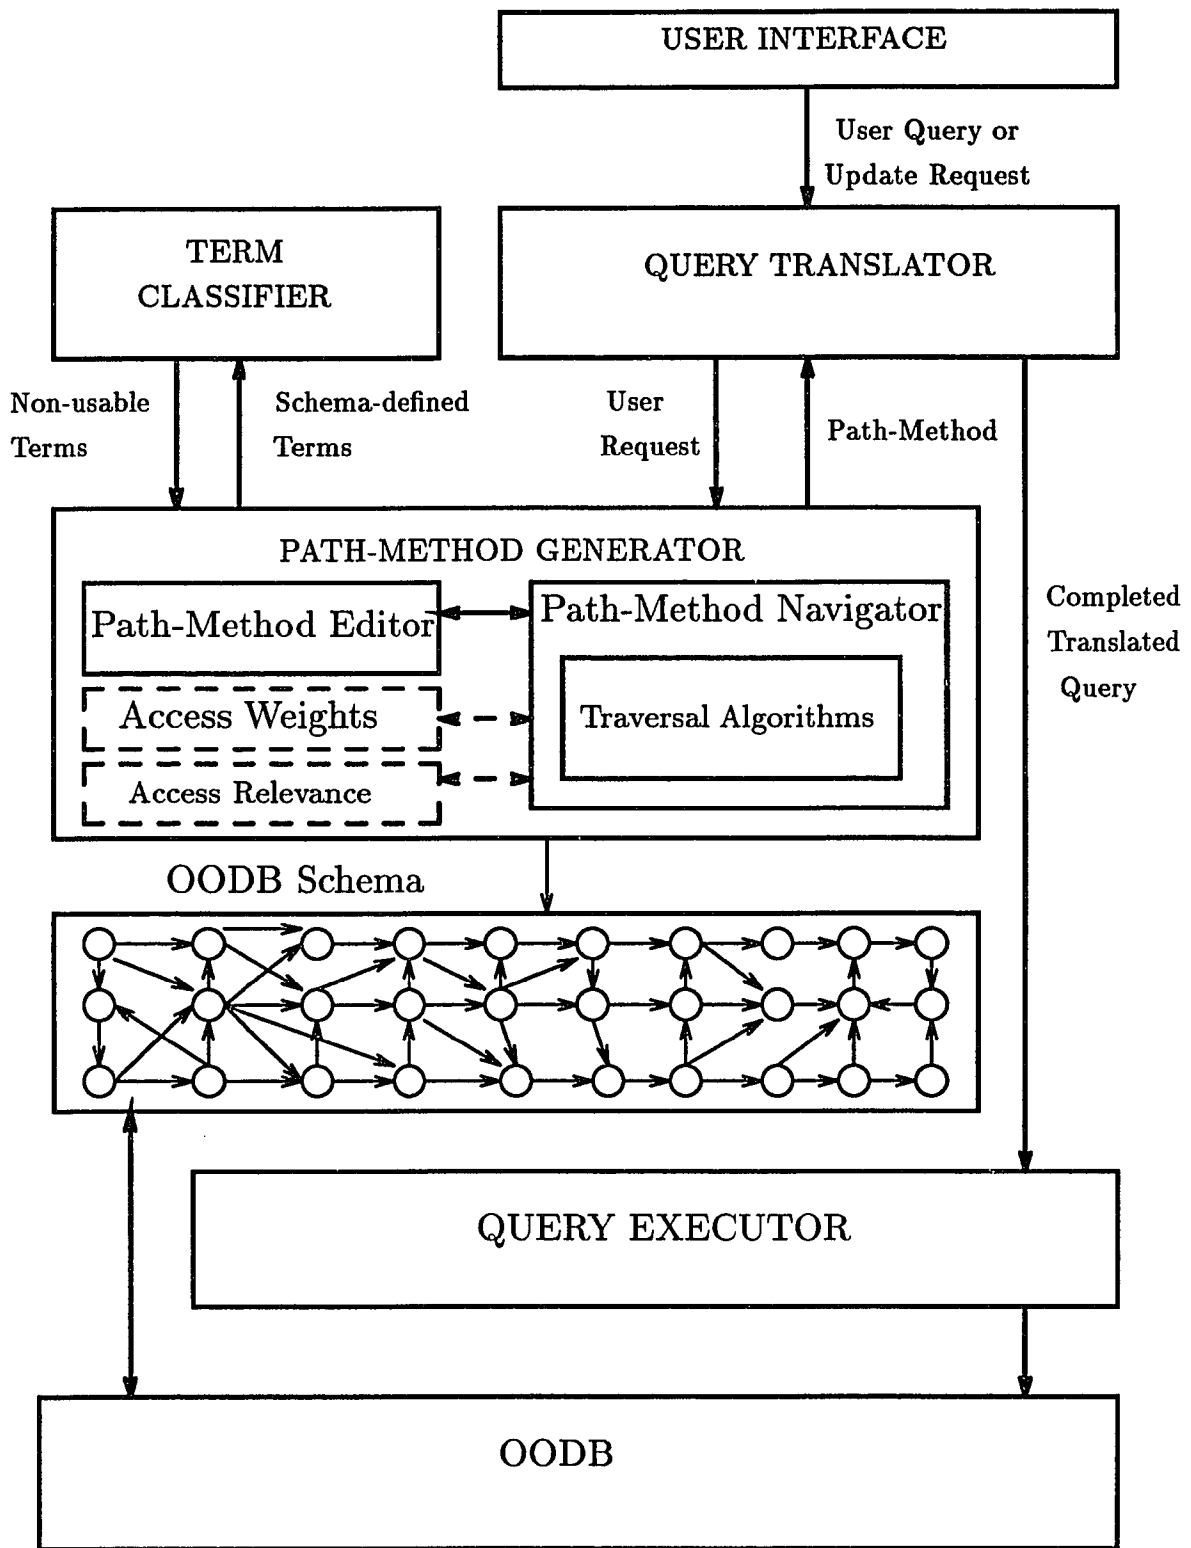 USER INTERFACE
User Query or
Update Request
TERM
CLASSIFIER
QUERY TRANSLATOR
Non-usable
Terms
Schema-defined
Terms
User
Request
Path-Method
PATH-METHOD GENERATOR
Path-Method Editor
Path-Method Navigator
Access Weights
Traversal Algorithms
Access Relevance
Completed
Translated
Query
OODB Schema
QUERY EXECUTOR
OODB